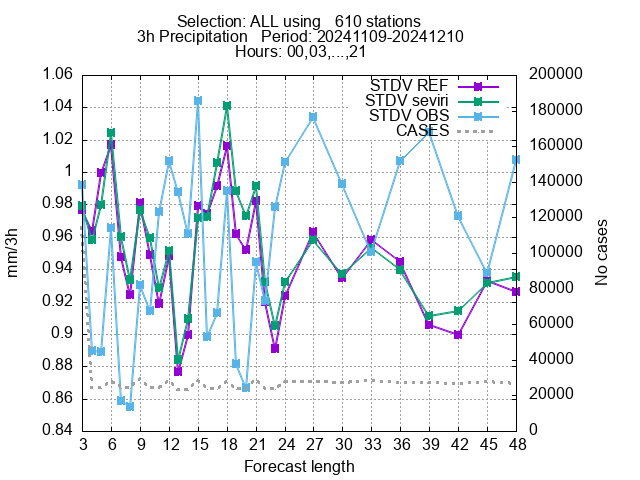 Selection: ALL using   610 stations
3h Precipitation   Period: 20241109-20241210
Hours: 00,03,...,21
1.06
1.04
1.02
1
0.98
0.96
0.94
0.92
0.9
0.88
0.86
0.84
mm/3h
STDV REF
STDV seviri
STDV OBS
CASES
200000
180000
160000
140000
120000
100000
80000
60000
40000
20000
0
No cases
3 6 9 12 15 18 21 24 27 30 33 36 39 42 45 48
Forecast length